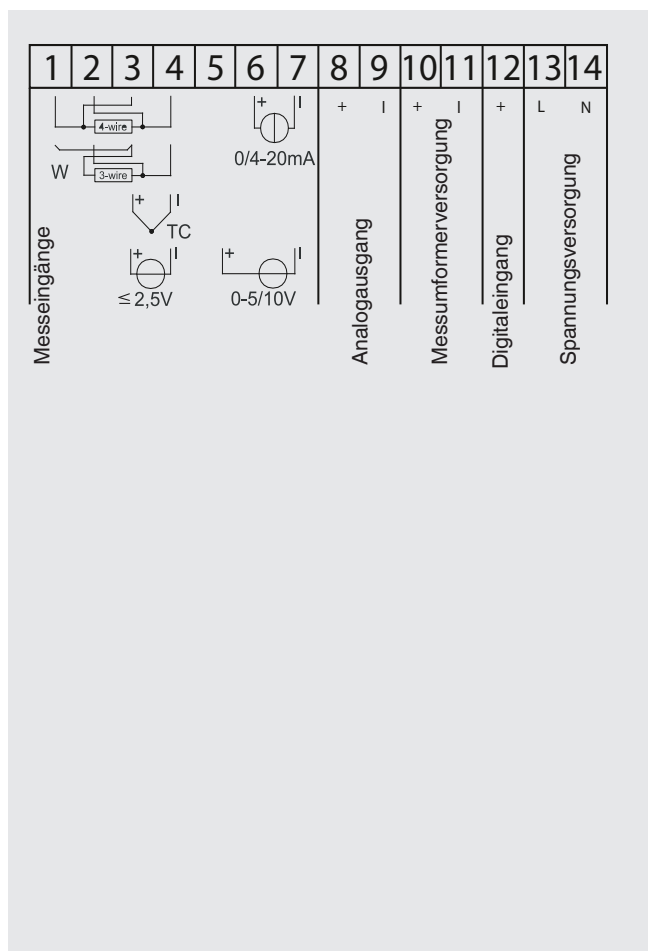 1 2 3 4 5 6 7 8 9 10 11 12 13 14
+ I + I + I + L N
4-wire
0/4-20mA
W 3-wire
+ I
TC
+ I + I
≤ 2,5V 0-5/10V
Messeingänge
Analogausgang
Messumformerversorgung
Digitaleingang
Spannungsversorgung